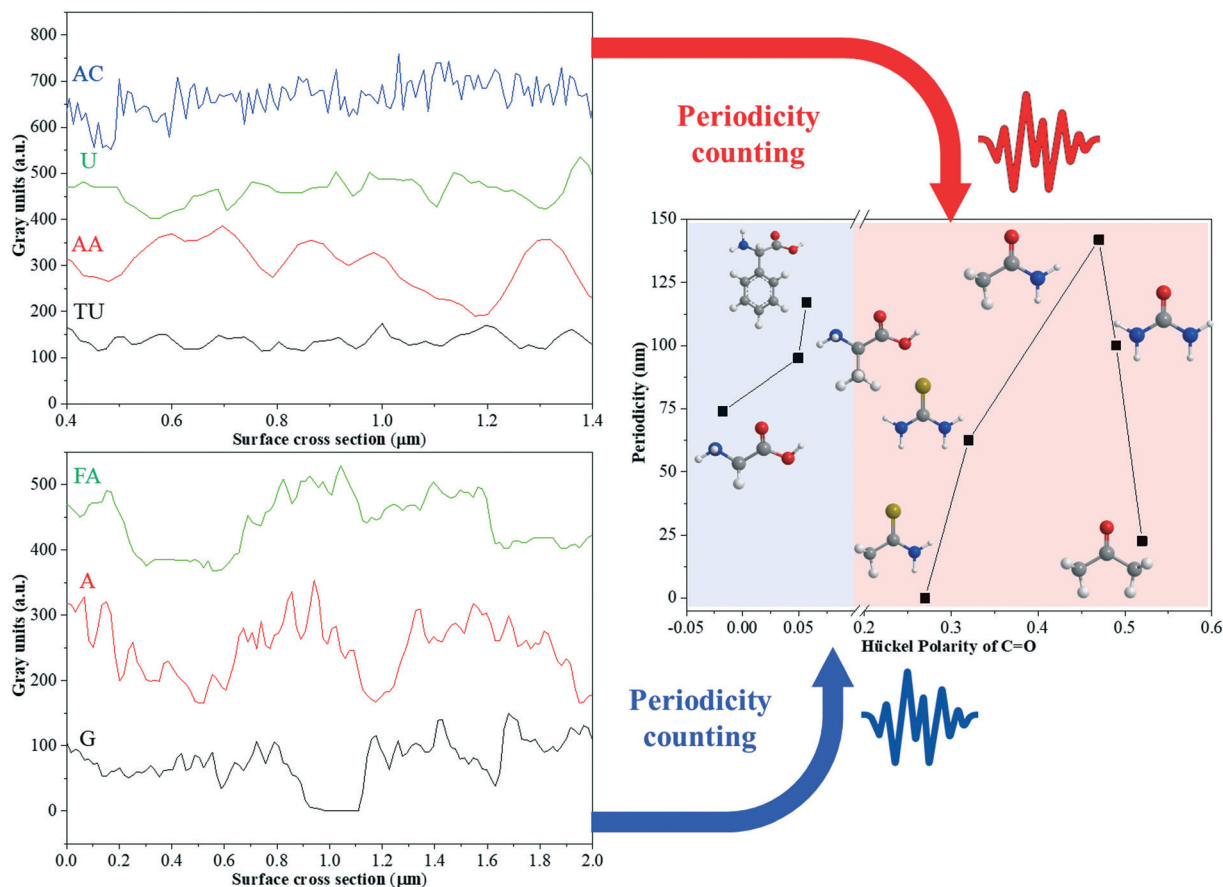 800
700
600
500
400
300
200
100
0
Gray units (a.u.)
AC
U
AA
TU
0.4 0.6 0.8 1.0 1.2 1.4
Surface cross section (µm)
500
400
300
200
100
0
Gray units (a.u.)
FA
A
G
0.0 0.2 0.4 0.6 0.8 1.0 1.2 1.4 1.6 1.8 2.0
Surface cross section (µm)
Periodicity
counting
150
125
100
75
50
25
0
Periodicity (nm)
-0.05 0.00 0.05 0.2 0.3 0.4 0.5 0.6
Hückel Polarity of C=O
Periodicity
counting